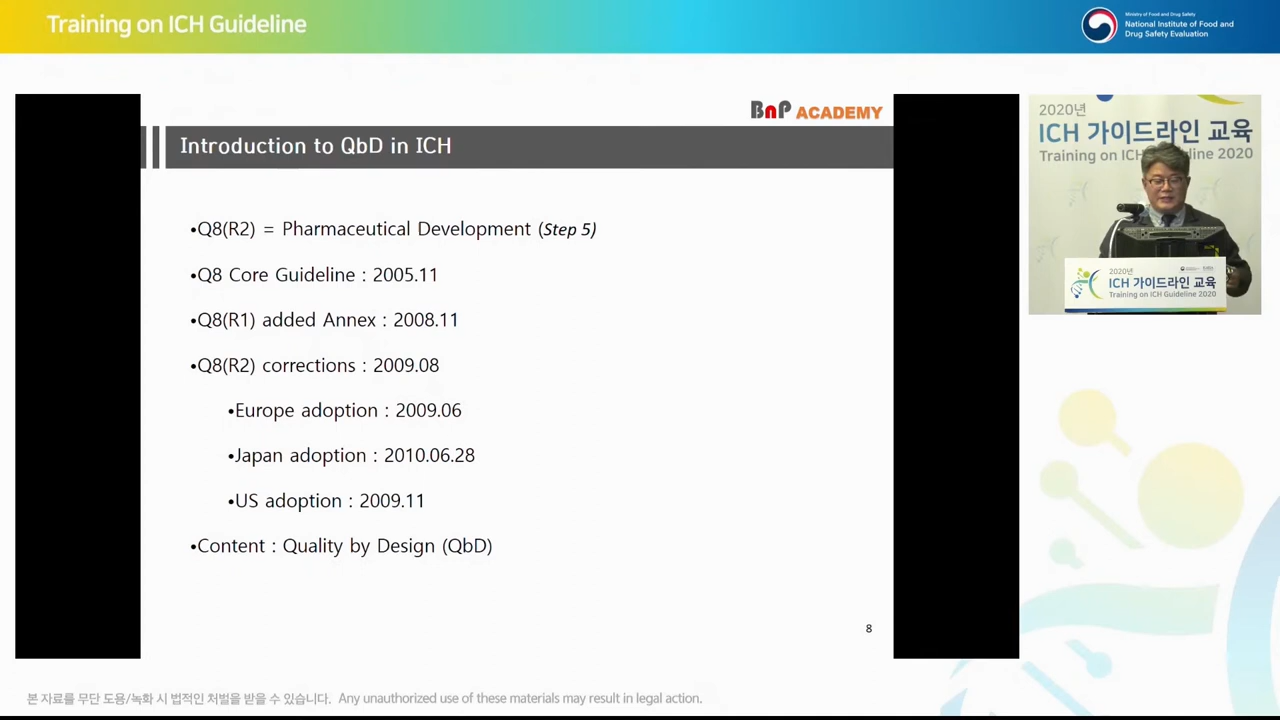 Training on ICH Guideline
Ministry of Food and Drug Safety
National Institute of Food and
Drug Safety Evaluation
BnP ACADEMY
Introduction to QbD in ICH
•Q8(R2) = Pharmaceutical Development (Step 5)
•Q8 Core Guideline : 2005.11
•Q8(R1) added Annex : 2008.11
•Q8(R2) corrections : 2009.08
•Europe adoption : 2009.06
•Japan adoption : 2010.06.28
•US adoption : 2009.11
•Content : Quality by Design (QbD)
8
2020년
ICH 가이드라인 교육
Training on ICH ne 2020
2020년
ICH 가이드라인 교육
Training on ICH Guideline 2020
본 자료를 무단 도용/녹화 시 법적인 처벌을 받을 수 있습니다. Any unauthorized use of these materials may result in legal action.